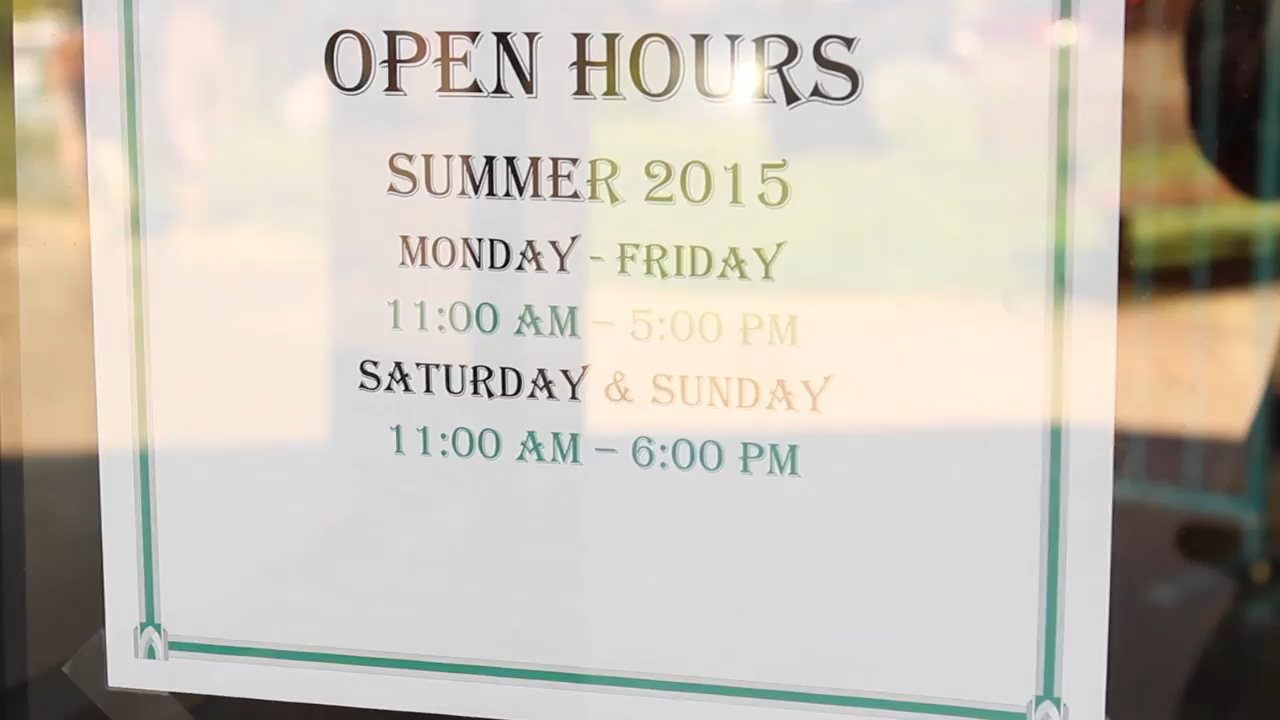 OPEN HOURS
SUMMER 2015
MONDAY - FRIDAY
11:00 AM – 5:00 PM
SATURDAY & SUNDAY
11:00 AM – 6:00 PM